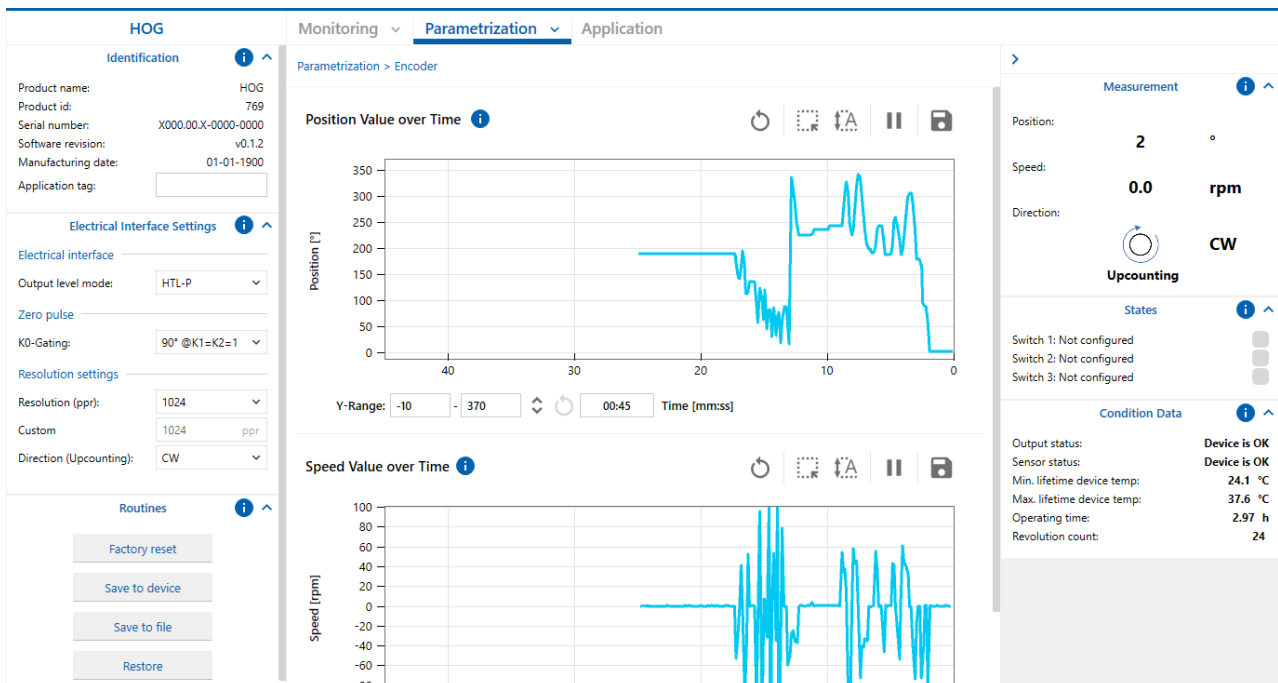 HOG
Monitoring
Parametrization
Application
Identification
Product name: HOG
Product id: 769
Serial number: X000.00.X-0000-0000
Software revision: v0.1.2
Manufacturing date: 01-01-1900
Application tag:
Electrical Interface Settings
Electrical interface
Output level mode: HTL-P
Zero pulse
K0-Gating: 90° @K1=K2=1
Resolution settings
Resolution (ppr): 1024
Custom 1024 ppr
Direction (Upcounting): CW
Routines
Factory reset
Save to device
Save to file
Restore
Parametrization > Encoder
Position Value over Time
A
Position [°]
350
300
250
200
150
100
50
0
40 30 20 10 0
Y-Range: -10 - 370 00:45 Time [mm:ss]
Speed Value over Time
A
Speed [rpm]
100
80
60
40
20
0
-20
-40
-60
Measurement
Position:
2 °
Speed:
0.0 rpm
Direction:
CW
Upcounting
States
Switch 1: Not configured
Switch 2: Not configured
Switch 3: Not configured
Condition Data
Output status: Device is OK
Sensor status: Device is OK
Min. lifetime device temp: 24.1 °C
Max. lifetime device temp: 37.6 °C
Operating time: 2.97 h
Revolution count: 24